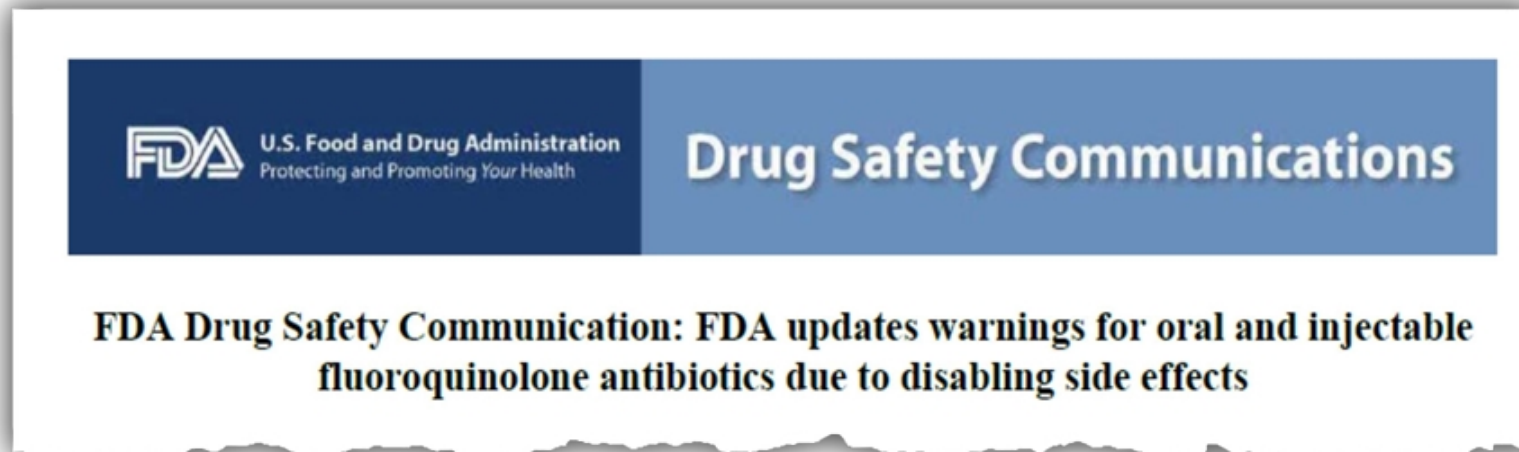 FDA U.S. Food and Drug Administration
Protecting and Promoting Your Health
Drug Safety Communications
FDA Drug Safety Communication: FDA updates warnings for oral and injectable
fluoroquinolone antibiotics due to disabling side effects